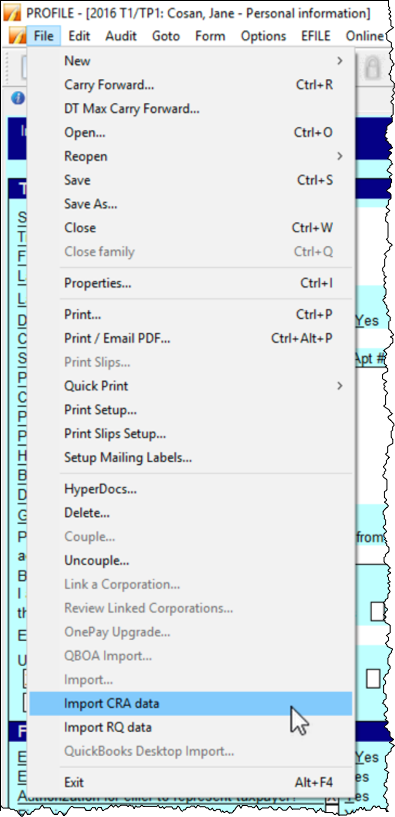 PROFILE - [2016 T1/TP1: Cosan, Jane - Personal information]
File Edit Audit Goto Form Options EFILE Online
New
Carry Forward... Ctrl+R
DT Max Carry Forward...
Open... Ctrl+O
Reopen
Save Ctrl+S
Save As...
Close Ctrl+W
Close family Ctrl+Q
Properties... Ctrl+I
Print... Ctrl+P
Yes
Print / Email PDF... Ctrl+Alt+P
Print Slips...
Apt #
Quick Print
Print Setup...
Print Slips Setup...
Setup Mailing Labels...
HyperDocs...
Delete...
Couple...
from
Uncouple...
Link a Corporation...
Review Linked Corporations...
OnePay Upgrade...
QBOA Import...
Import...
Import CRA data
Import RQ data
QuickBooks Desktop Import...
Yes
Exit Alt+F4
Yes